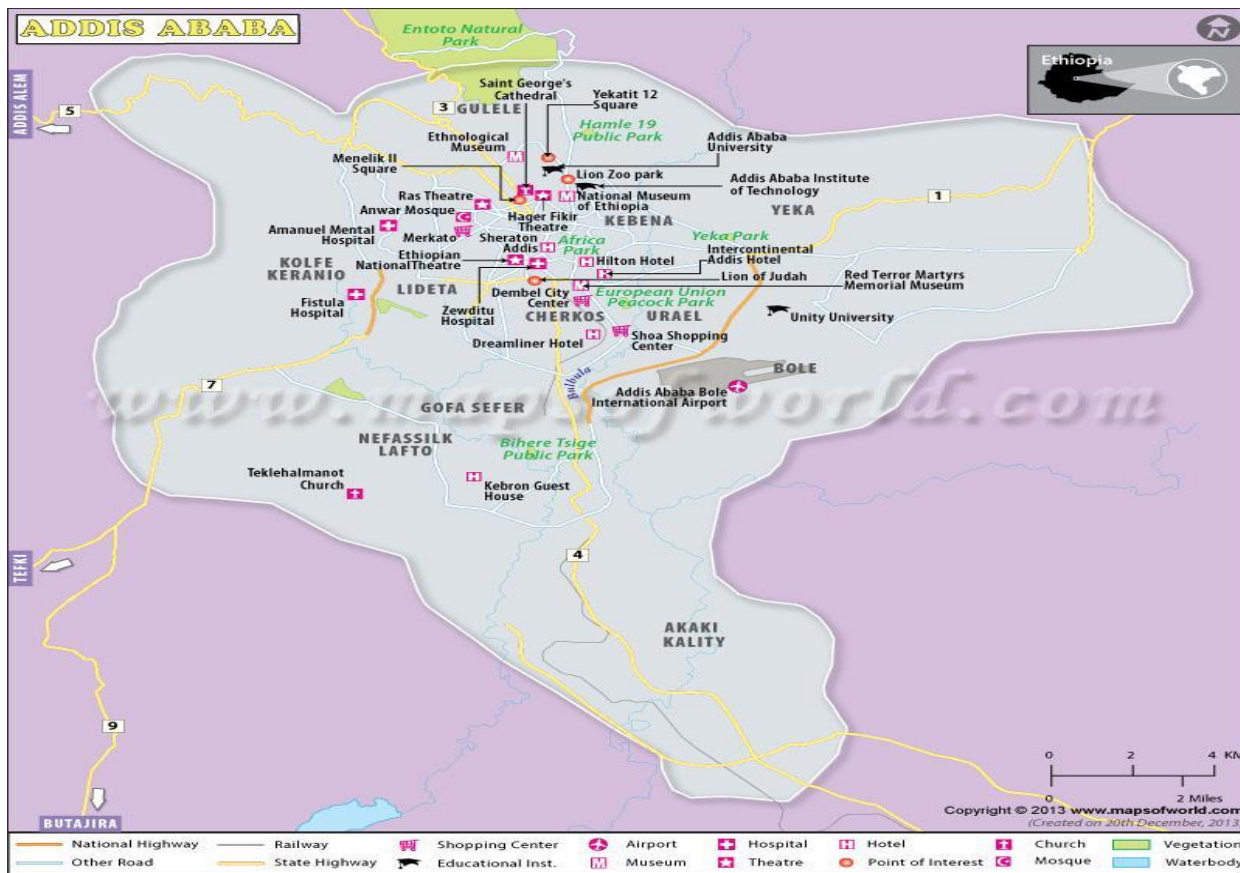 ADDIS ABABA
Entoto Natural
Park
N
Ethiopia
ADDIS ALEM
5
3
GULELE
Saint George's
Cathedral
Yekatit 12
Square
Hamle 19
Public Park
Ethnological
Museum
Addis Ababa
University
Menelik II
Square
Lion Zoo park
Addis Ababa Institute
of Technology
Ras Theatre
National Museum
of Ethiopia
Anwar Mosque
Hager Fikir
Theatre
KEBENA
YEKA
1
Amanuel Mental
Hospital
Merkato
Sheraton
Addis
Africa
Park
Yeka Park
Intercontinental
Addis Hotel
Ethiopian
NationalTheatre
Hilton Hotel
KOLFE
KERANIO
Lion of Judah
Red Terror Martyrs
Memorial Museum
LIDETA
Fistula
Hospital
Dembel City
Center
European Union
Peacock Park
Zewditu
Hospital
CHERKOS
URAEL
Unity University
Dreamliner Hotel
Shoa Shopping
Center
7
Bulbula
BOLE
Addis Ababa Bole
International Airport
www.mapsofworld.com
GOFA SEFER
NEFASSILK
LAFTO
Bihere Tsige
Public Park
Teklehalmanot
Church
Kebron Guest
House
TEFKI
4
AKAKI
KALITY
9
BUTAJIRA
0 2 4 KM
0 2 Miles
Copyright © 2013 www.mapsofworld.com
(Created on 20th December, 2013)
National Highway Railway Shopping Center Airport H Hospital Hotel Church Vegetation
Other Road State Highway Educational Inst. M Museum Theatre Point of Interest Mosque Waterbody